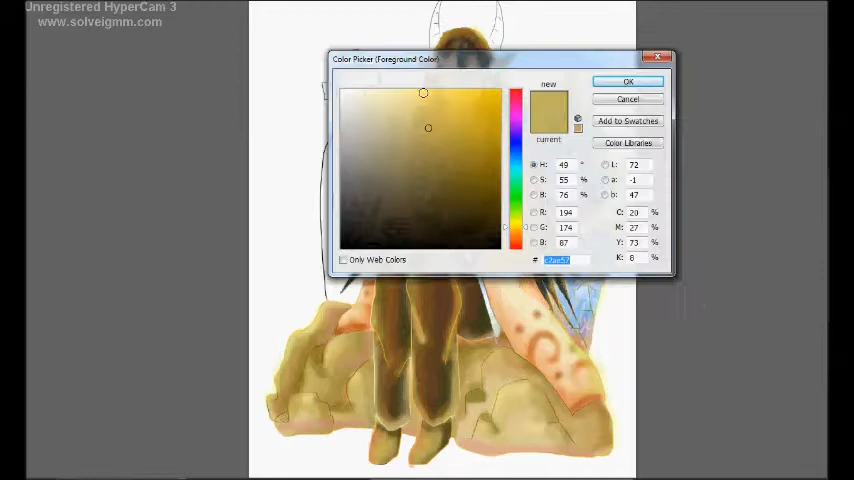 Unregistered HyperCam 3
www.solveigmm.com
Color Picker (Foreground Color)
new
current
OK
Cancel
Add to Swatches
Color Libraries
H: 49 °
S: 55 %
B: 76 %
R: 194
G: 174
B: 87
L: 72
a: -1
b: 47
C: 20 %
M: 27 %
Y: 73 %
K: 8 %
Only Web Colors
# c2ae57